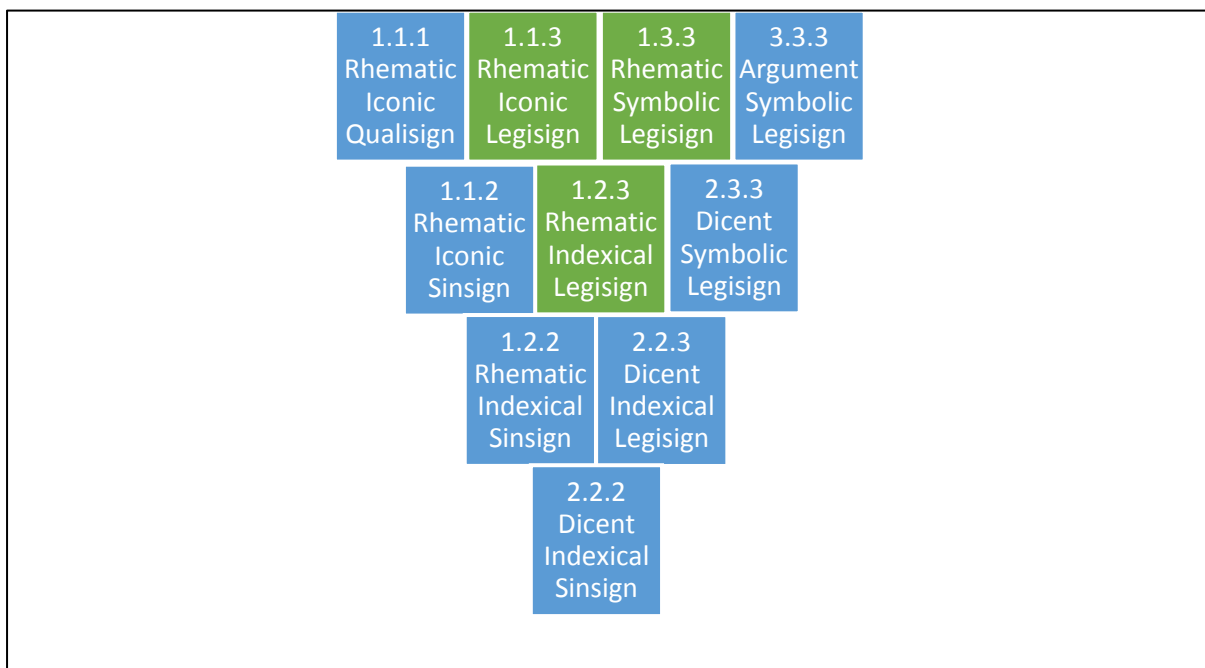 1.1.1
Rhematic
Iconic
Qualisign
1.1.3
Rhematic
Iconic
Legisign
1.3.3
Rhematic
Symbolic
Legisign
3.3.3
Argument
Symbolic
Legisign
1.1.2
Rhematic
Iconic
Sinsign
1.2.3
Rhematic
Indexical
Legisign
2.3.3
Dicent
Symbolic
Legisign
1.2.2
Rhematic
Indexical
Sinsign
2.2.3
Dicent
Indexical
Legisign
2.2.2
Dicent
Indexical
Sinsign